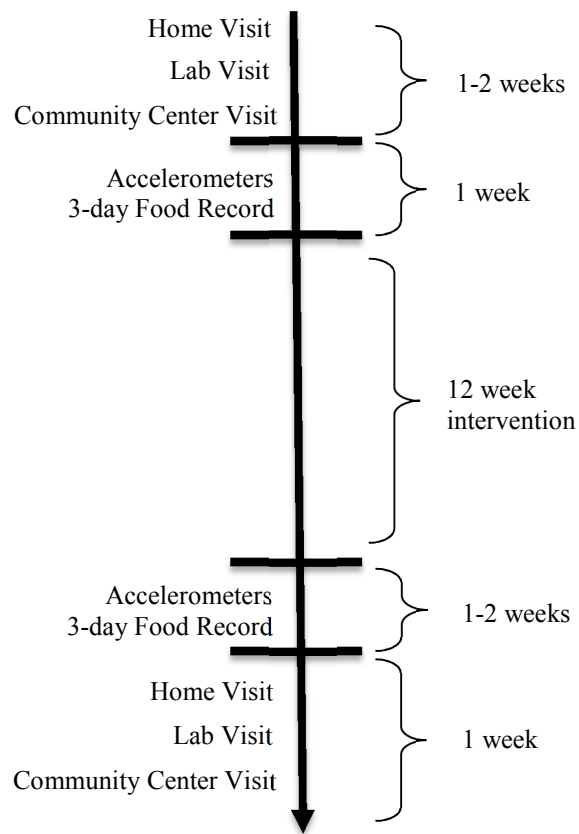 Home Visit
Lab Visit
1-2 weeks
Community Center Visit
Accelerometers
3-day Food Record
1 week
12 week
intervention
Accelerometers
3-day Food Record
1-2 weeks
Home Visit
Lab Visit
1 week
Community Center Visit